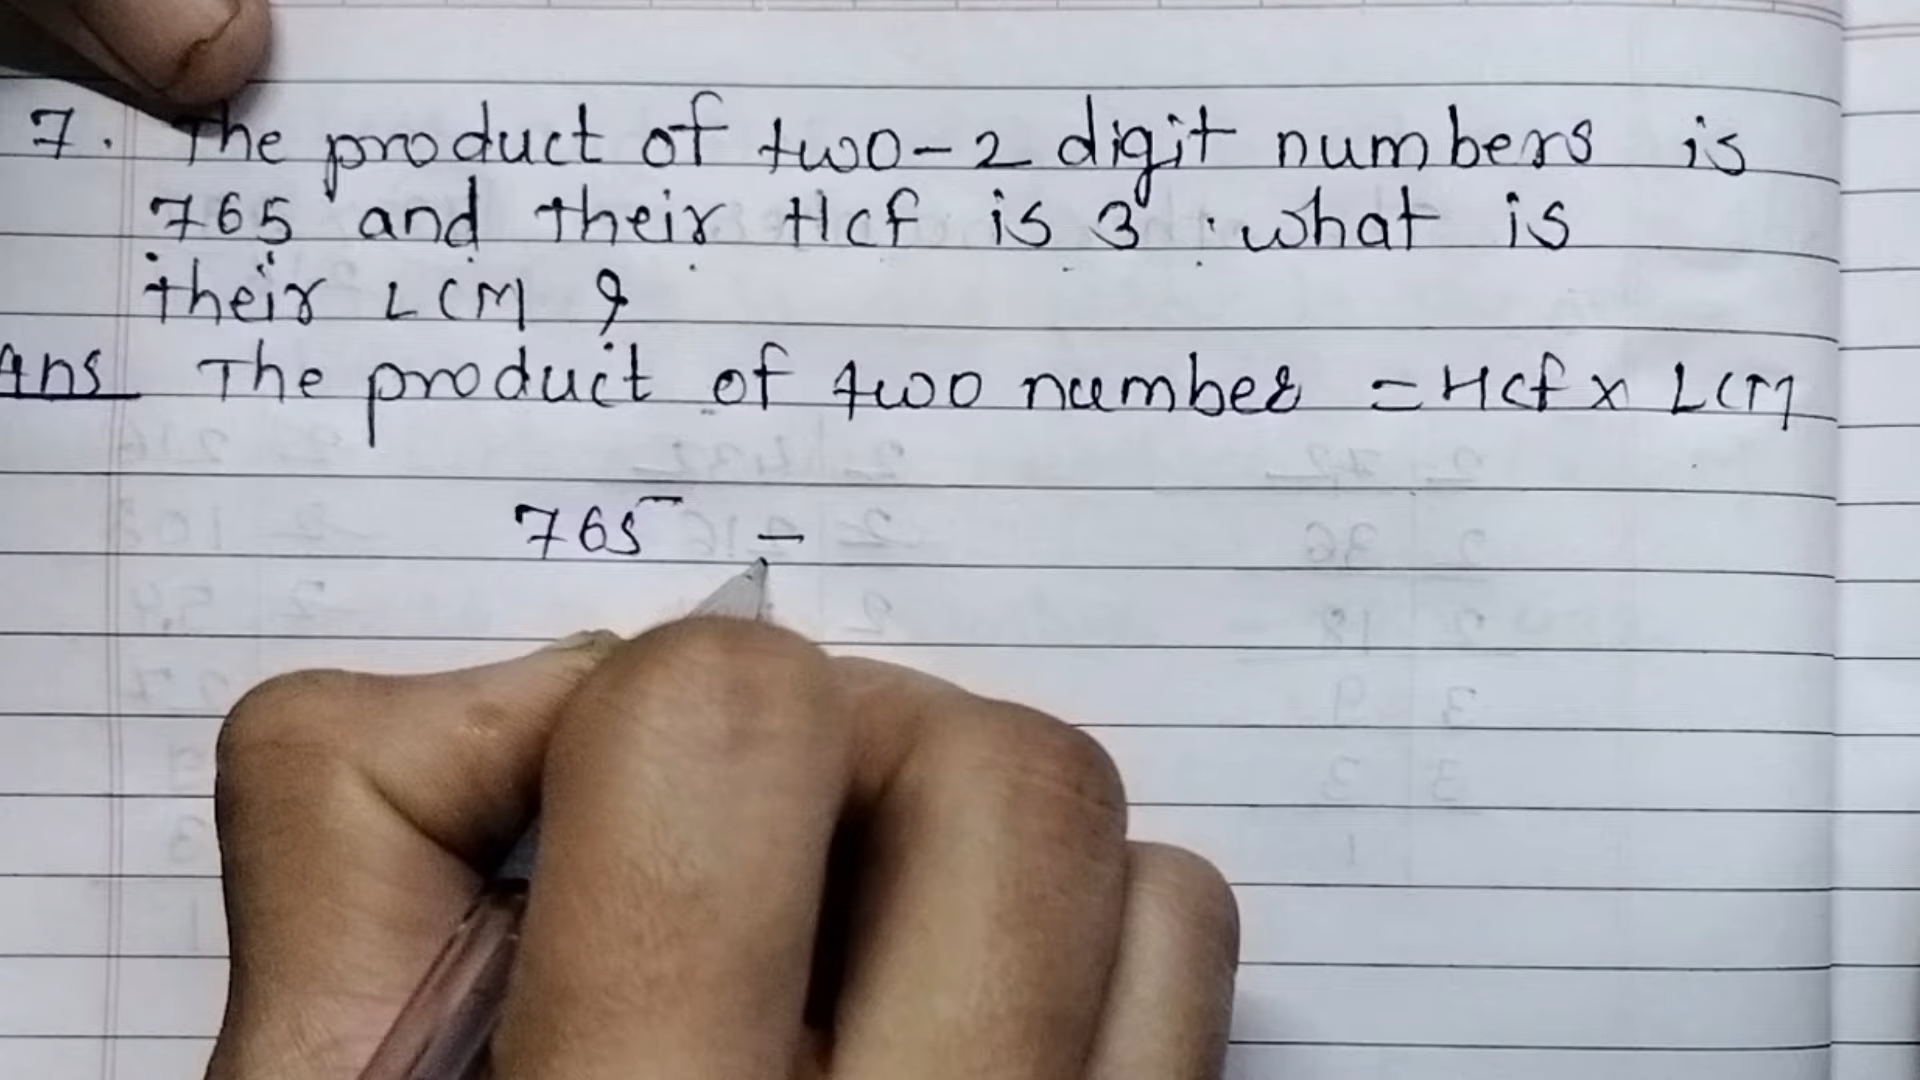 7. The product of two-2 digit numbers is
765 and their Hcf is 3. what is
their LCM ?
Ans The product of two number = Hcf x LCM
765 =